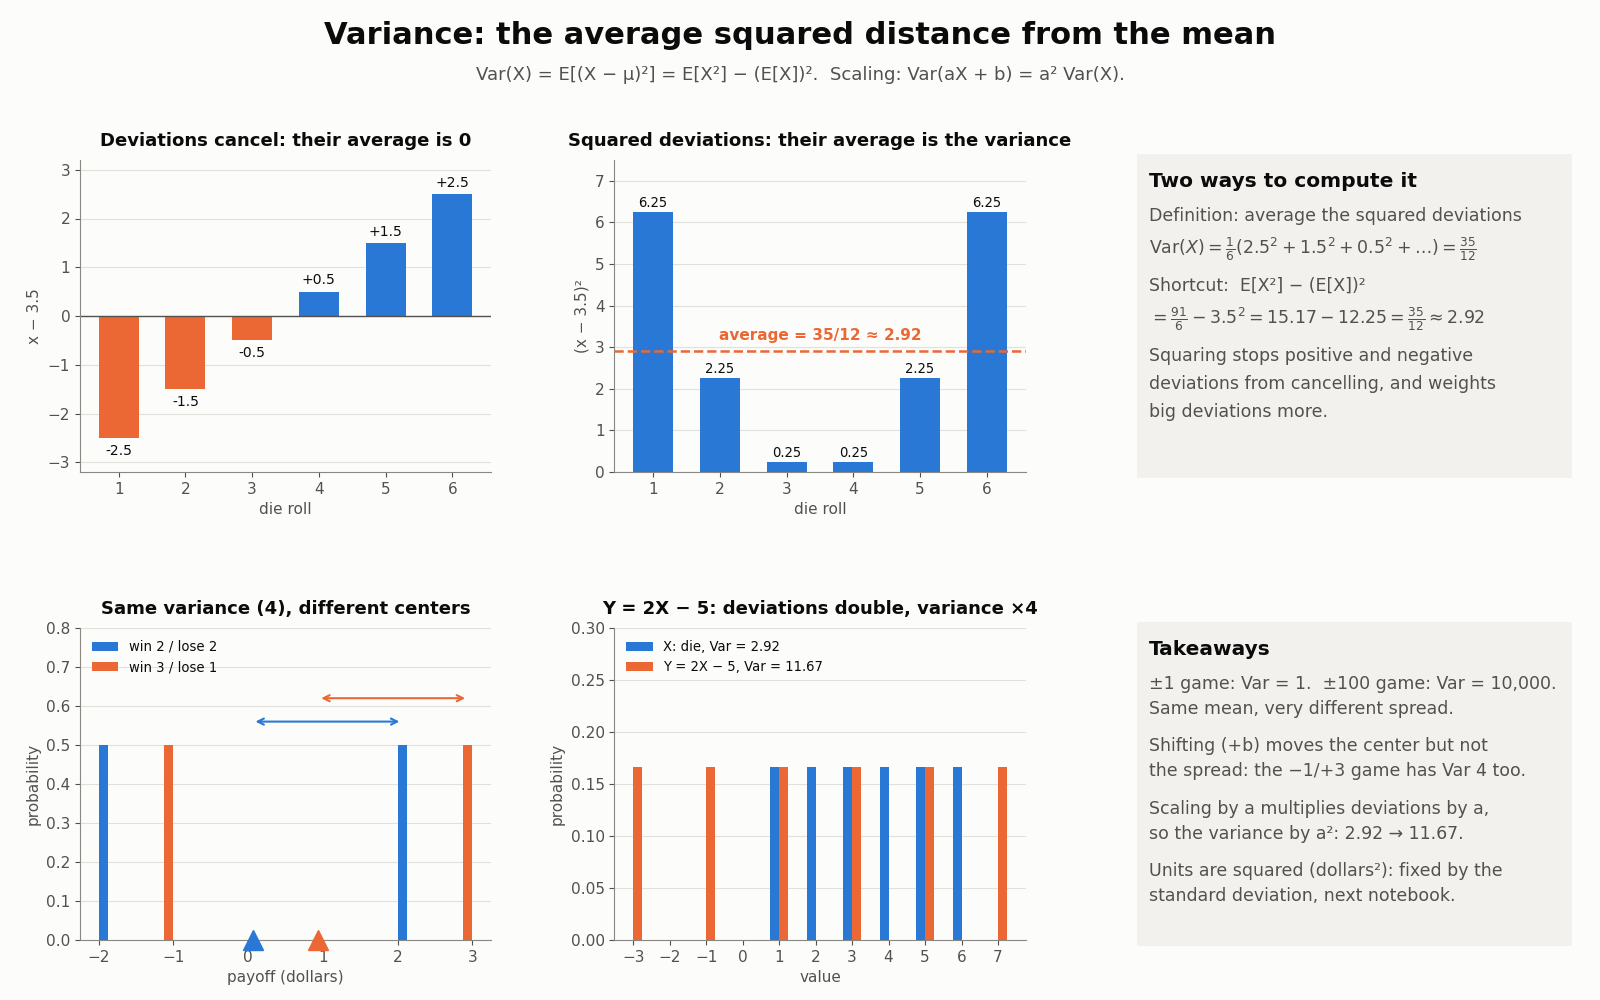 Variance: the average squared distance from the mean
Var(X) = E[(X − μ)²] = E[X²] − (E[X])².  Scaling: Var(aX + b) = a² Var(X).
Deviations cancel: their average is 0
3
2
1
0
−1
−2
−3
x − 3.5
-2.5
-1.5
-0.5
+0.5
+1.5
+2.5
1 2 3 4 5 6
die roll
Squared deviations: their average is the variance
7
6
5
4
3
2
1
0
(x − 3.5)²
6.25
2.25
0.25
0.25
2.25
6.25
average = 35/12 ≈ 2.92
1 2 3 4 5 6
die roll
Two ways to compute it
Definition: average the squared deviations
Var(X) = 1/6(2.5² + 1.5² + 0.5² + …) = 35/12
Shortcut:  E[X²] − (E[X])²
= 91/6 − 3.5² = 15.17 − 12.25 = 35/12 ≈ 2.92
Squaring stops positive and negative
deviations from cancelling, and weights
big deviations more.
Same variance (4), different centers
0.8
0.7
0.6
0.5
0.4
0.3
0.2
0.1
0.0
probability
win 2 / lose 2
win 3 / lose 1
−2 −1 0 1 2 3
payoff (dollars)
Y = 2X − 5: deviations double, variance ×4
0.30
0.25
0.20
0.15
0.10
0.05
0.00
probability
X: die, Var = 2.92
Y = 2X − 5, Var = 11.67
−3 −2 −1 0 1 2 3 4 5 6 7
value
Takeaways
±1 game: Var = 1.  ±100 game: Var = 10,000.
Same mean, very different spread.
Shifting (+b) moves the center but not
the spread: the −1/+3 game has Var 4 too.
Scaling by a multiplies deviations by a,
so the variance by a²: 2.92 → 11.67.
Units are squared (dollars²): fixed by the
standard deviation, next notebook.